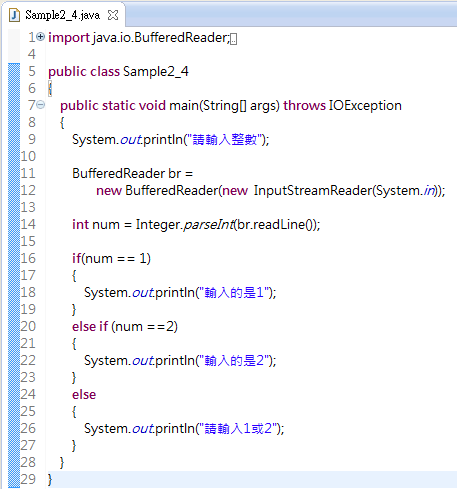 Sample2_4.java
1 import java.io.BufferedReader;
4
5 public class Sample2_4
6 {
7 public static void main(String[] args) throws IOException
8 {
9 System.out.println("請輸入整數");
10
11 BufferedReader br =
12 new BufferedReader(new InputStreamReader(System.in));
13
14 int num = Integer.parseInt(br.readLine());
15
16 if(num == 1)
17 {
18 System.out.println("輸入的是1");
19 }
20 else if (num ==2)
21 {
22 System.out.println("輸入的是2");
23 }
24 else
25 {
26 System.out.println("請輸入1或2");
27 }
28 }
29 }